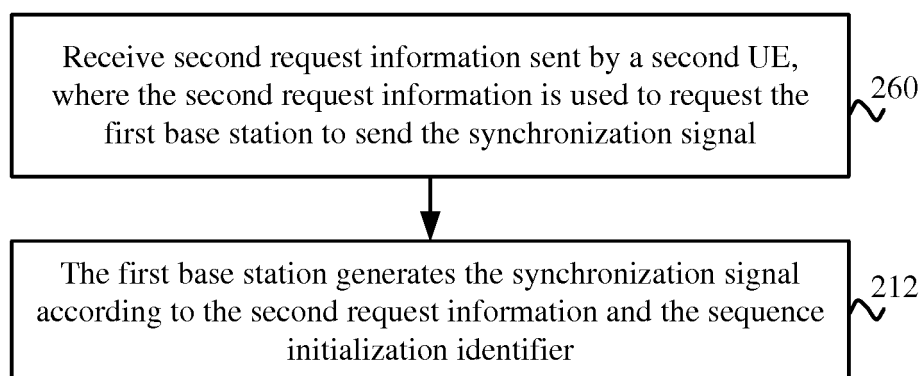 Receive second request information sent by a second UE,
where the second request information is used to request the
first base station to send the synchronization signal
260
The first base station generates the synchronization signal
according to the second request information and the sequence
initialization identifier
212